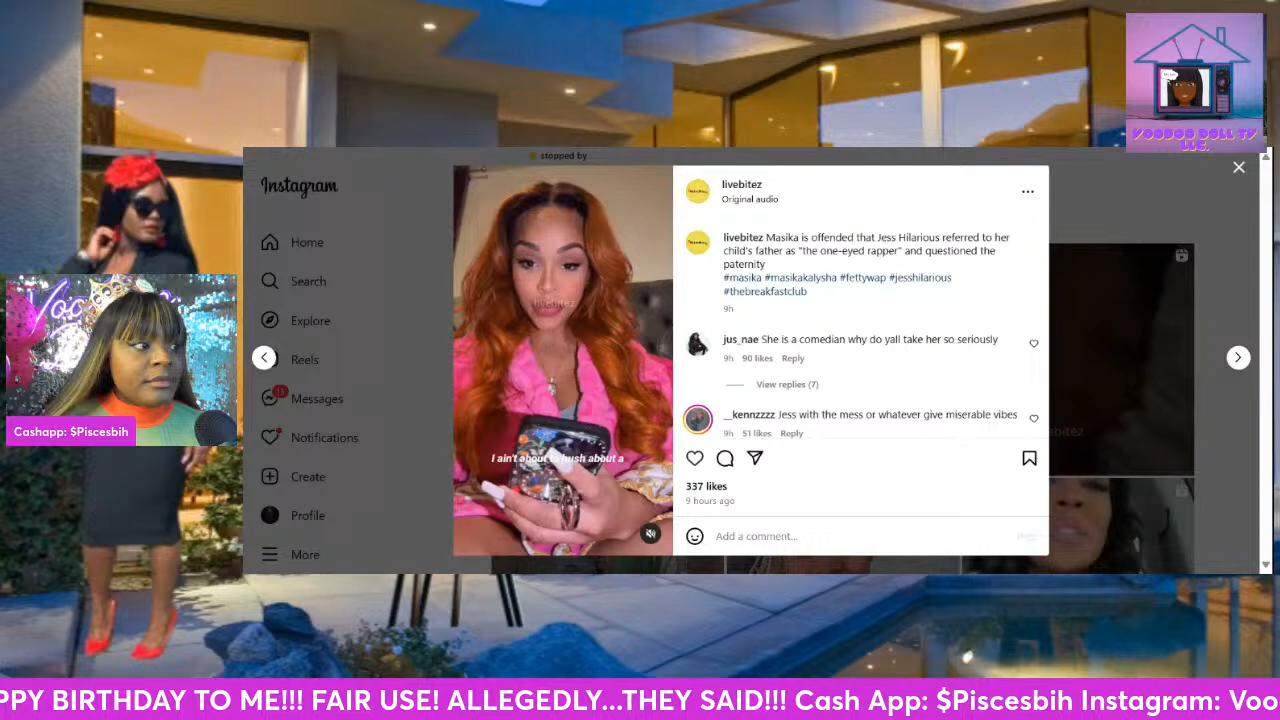 VOODOO DOLL TV
LLC.
stopped by
Instagram
Home
Search
Explore
Reels
13
Messages
Notifications
Create
Profile
More
livebitez
I ain't about to hush about a
livebitez
Original audio
livebitez Masika is offended that Jess Hilarious referred to her
child's father as "the one-eyed rapper" and questioned the
paternity
#masika #masikakalysha #fettywap #jesshilarious
#thebreakfastclub
9h
jus_nae She is a comedian why do yall take her so seriously
9h 90 likes Reply
View replies (7)
__kennzzzz Jess with the mess or whatever give miserable vibes
9h 51 likes Reply
337 likes
9 hours ago
Add a comment...
Cashapp: $Piscesbih
PPY BIRTHDAY TO ME!!! FAIR USE! ALLEGEDLY...THEY SAID!!! Cash App: $Piscesbih Instagram: Voo